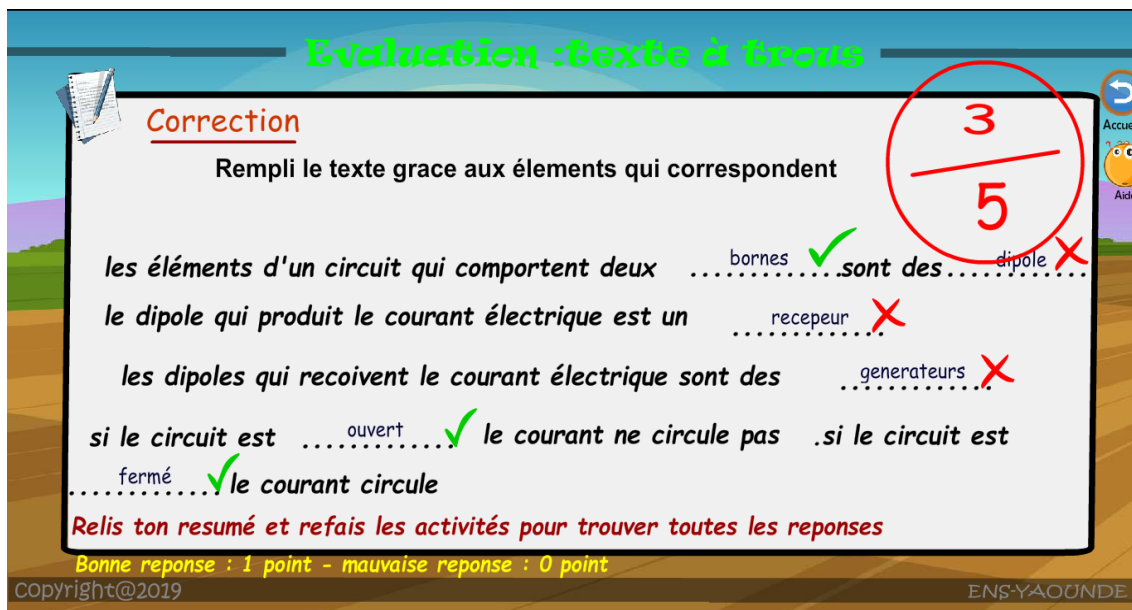 Evaluation :texte à trous
Correction
3
5
Accue
Aide
Rempli le texte grace aux élements qui correspondent
les éléments d'un circuit qui comportent deux bornes sont des dipole
le dipole qui produit le courant électrique est un recepeur
les dipoles qui recoivent le courant électrique sont des generateurs
si le circuit est ouvert le courant ne circule pas .si le circuit est
fermé le courant circule
Relis ton resumé et refais les activités pour trouver toutes les reponses
Bonne reponse : 1 point - mauvaise reponse : 0 point
Copyright@2019
ENS-YAOUNDE